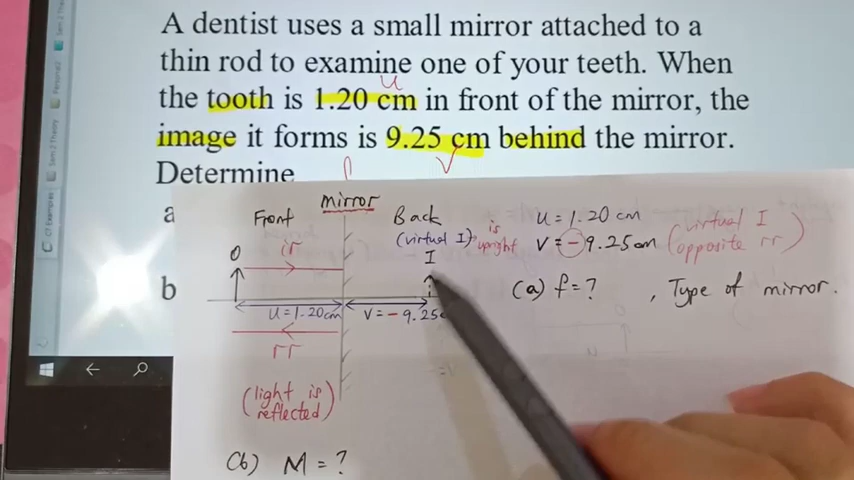 A dentist uses a small mirror attached to a
thin rod to examine one of your teeth. When
u
the tooth is 1.20 cm in front of the mirror, the
image it forms is 9.25 cm behind the mirror.
v
Determine
a
b
Front
mirror
Back
(virtual I) is upright
I
O
ir
u = 1.20 cm
v = - 9.25
rr
(light is
reflected)
u = 1.20 cm
v = - 9.25 cm (virtual I
opposite rr)
(a) f = ? , Type of mirror.
(b) M = ?